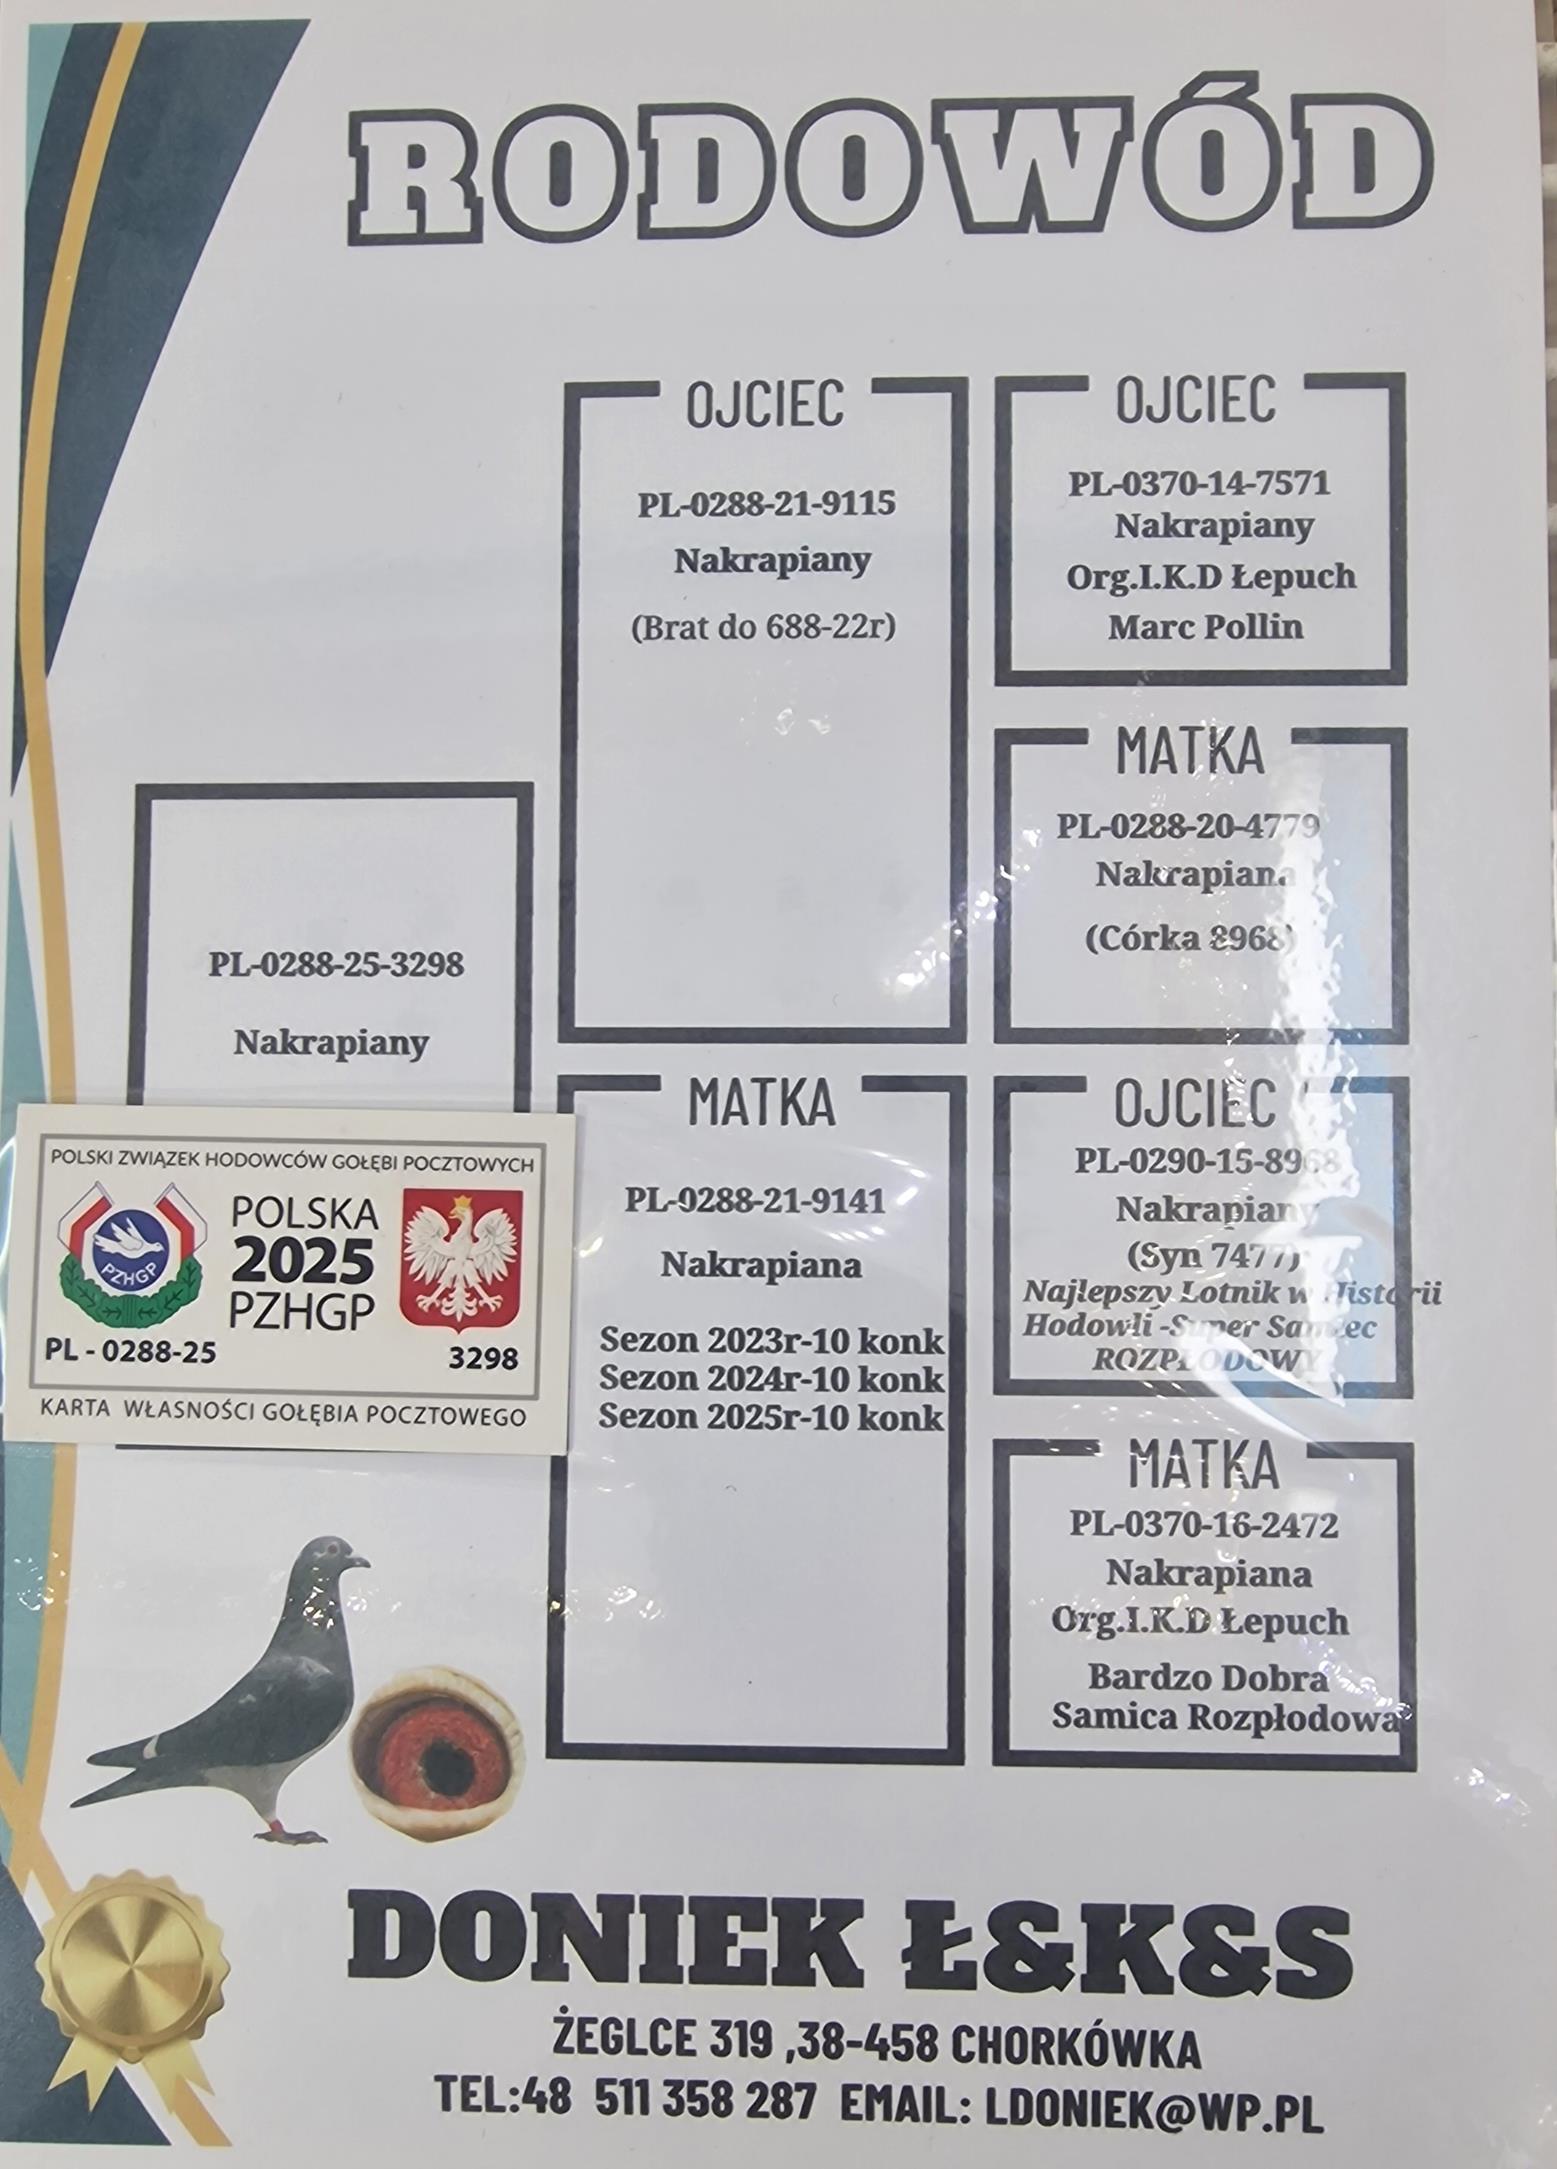 RODOWÓD
OJCIEC
PL-0288-21-9115
Nakrapiany
(Brat do 688-22r)
OJCIEC
PL-0370-14-7571
Nakrapiany
Org.I.K.D Łepuch
Marc Pollin
MATKA
PL-0288-20-4779
Nakrapiana
(Córka 8968)
PL-0288-25-3298
Nakrapiany
MATKA
PL-0288-21-9141
Nakrapiana
Sezon 2023r-10 konk
Sezon 2024r-10 konk
Sezon 2025r-10 konk
OJCIEC
PL-0290-15-8968
Nakrapiany
(Syn 7477)
Najlepszy Lotnik w Historii
Hodowli -Super Samiec
ROZPŁODOWY
MATKA
PL-0370-16-2472
Nakrapiana
Org.I.K.D Łepuch
Bardzo Dobra
Samica Rozpłodowa
POLSKI ZWIĄZEK HODOWCÓW GOŁĘBI POCZTOWYCH
PZHGP
POLSKA
2025
PZHGP
PL - 0288-25
3298
KARTA WŁASNOŚCI GOŁĘBIA POCZTOWEGO
DONIEK Ł&K&S
ŻEGLCE 319 ,38-458 CHORKÓWKA
TEL:48 511 358 287 EMAIL: LDONIEK@WP.PL